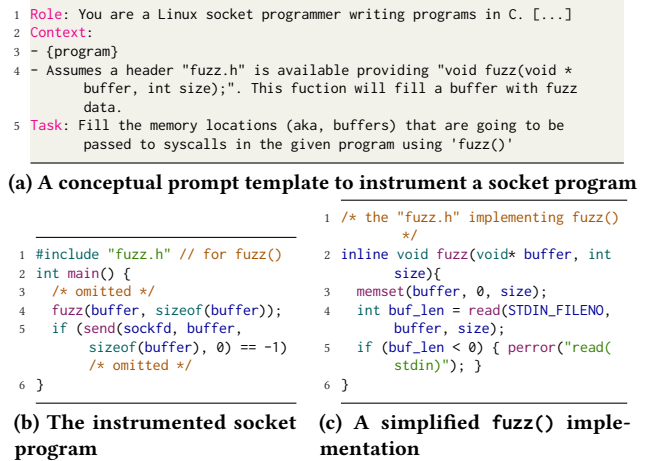 1 Role: You are a Linux socket programmer writing programs in C. [...]
2 Context:
3 - {program}
4 - Assumes a header "fuzz.h" is available providing "void fuzz(void *
buffer, int size);". This fuction will fill a buffer with fuzz
data.
5 Task: Fill the memory locations (aka, buffers) that are going to be
passed to syscalls in the given program using 'fuzz()'
(a) A conceptual prompt template to instrument a socket program
1 #include "fuzz.h" // for fuzz()
2 int main() {
3 /* omitted */
4 fuzz(buffer, sizeof(buffer));
5 if (send(sockfd, buffer,
sizeof(buffer), 0) == -1)
/* omitted */
6 }
(b) The instrumented socket
program
1 /* the "fuzz.h" implementing fuzz()
*/
2 inline void fuzz(void* buffer, int
size){
3 memset(buffer, 0, size);
4 int buf_len = read(STDIN_FILENO,
buffer, size);
5 if (buf_len < 0) { perror("read(
stdin)"); }
6 }
(c) A simplified fuzz() imple-
mentation